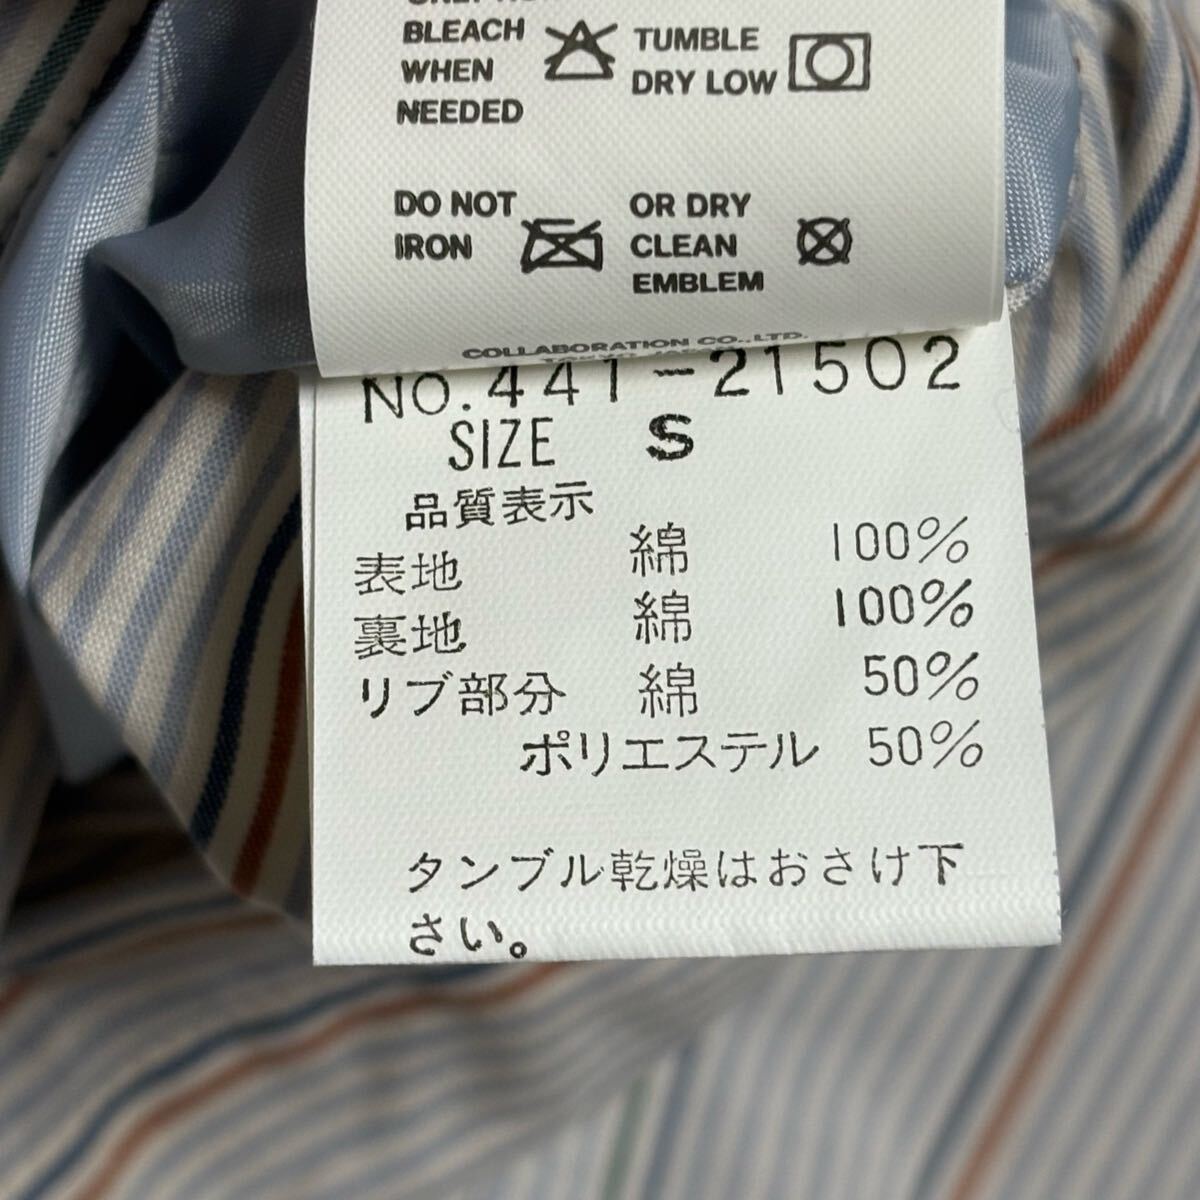 BLEACH
WHEN
NEEDED
TUMBLE
DRY LOW
DO NOT
IRON
OR DRY
CLEAN
EMBLEM
COLLABORATION CO.,LTD.
NO. 441-21502
SIZE S
品質表示
表地 綿 100%
裏地 綿 100%
リブ部分 綿 50%
ポリエステル 50%
タンブル乾燥はおさけ下
さい。